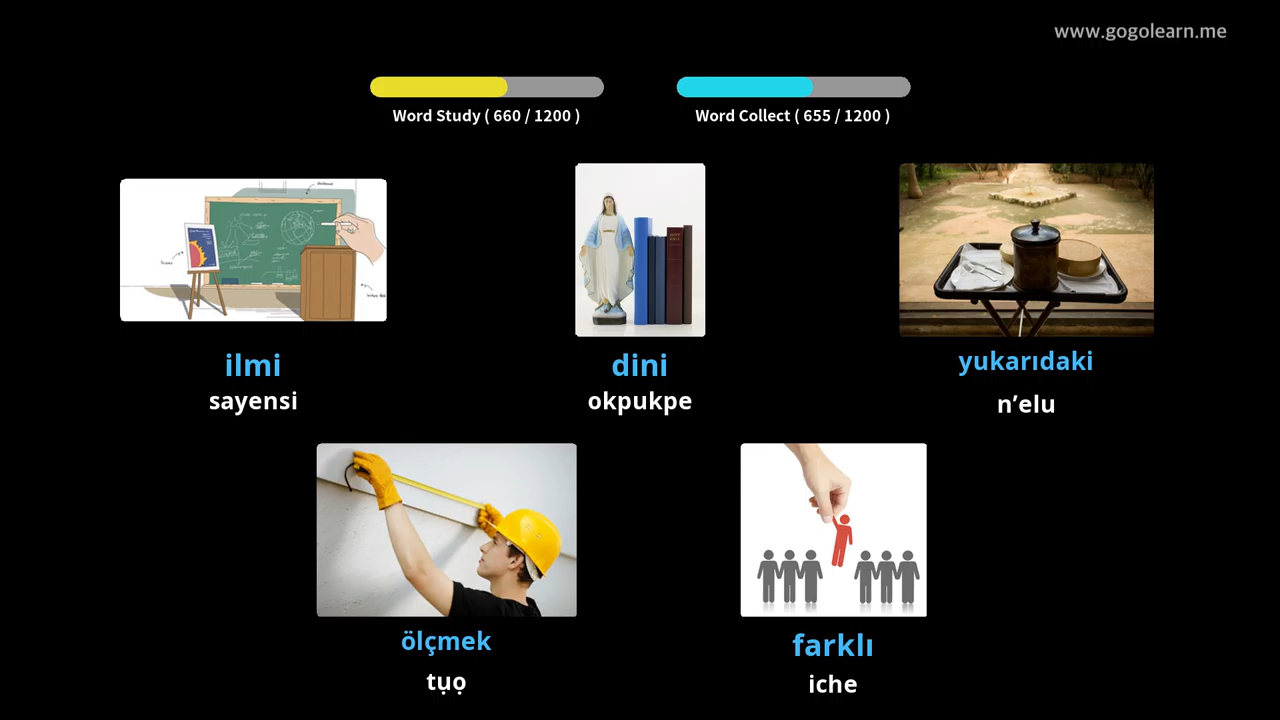 www.gogolearn.me
Word Study ( 660 / 1200 )
Word Collect ( 655 / 1200 )
ilmi
sayensi
dini
okpukpe
yukarıdaki
n’elu
ölçmek
tụọ
farklı
iche